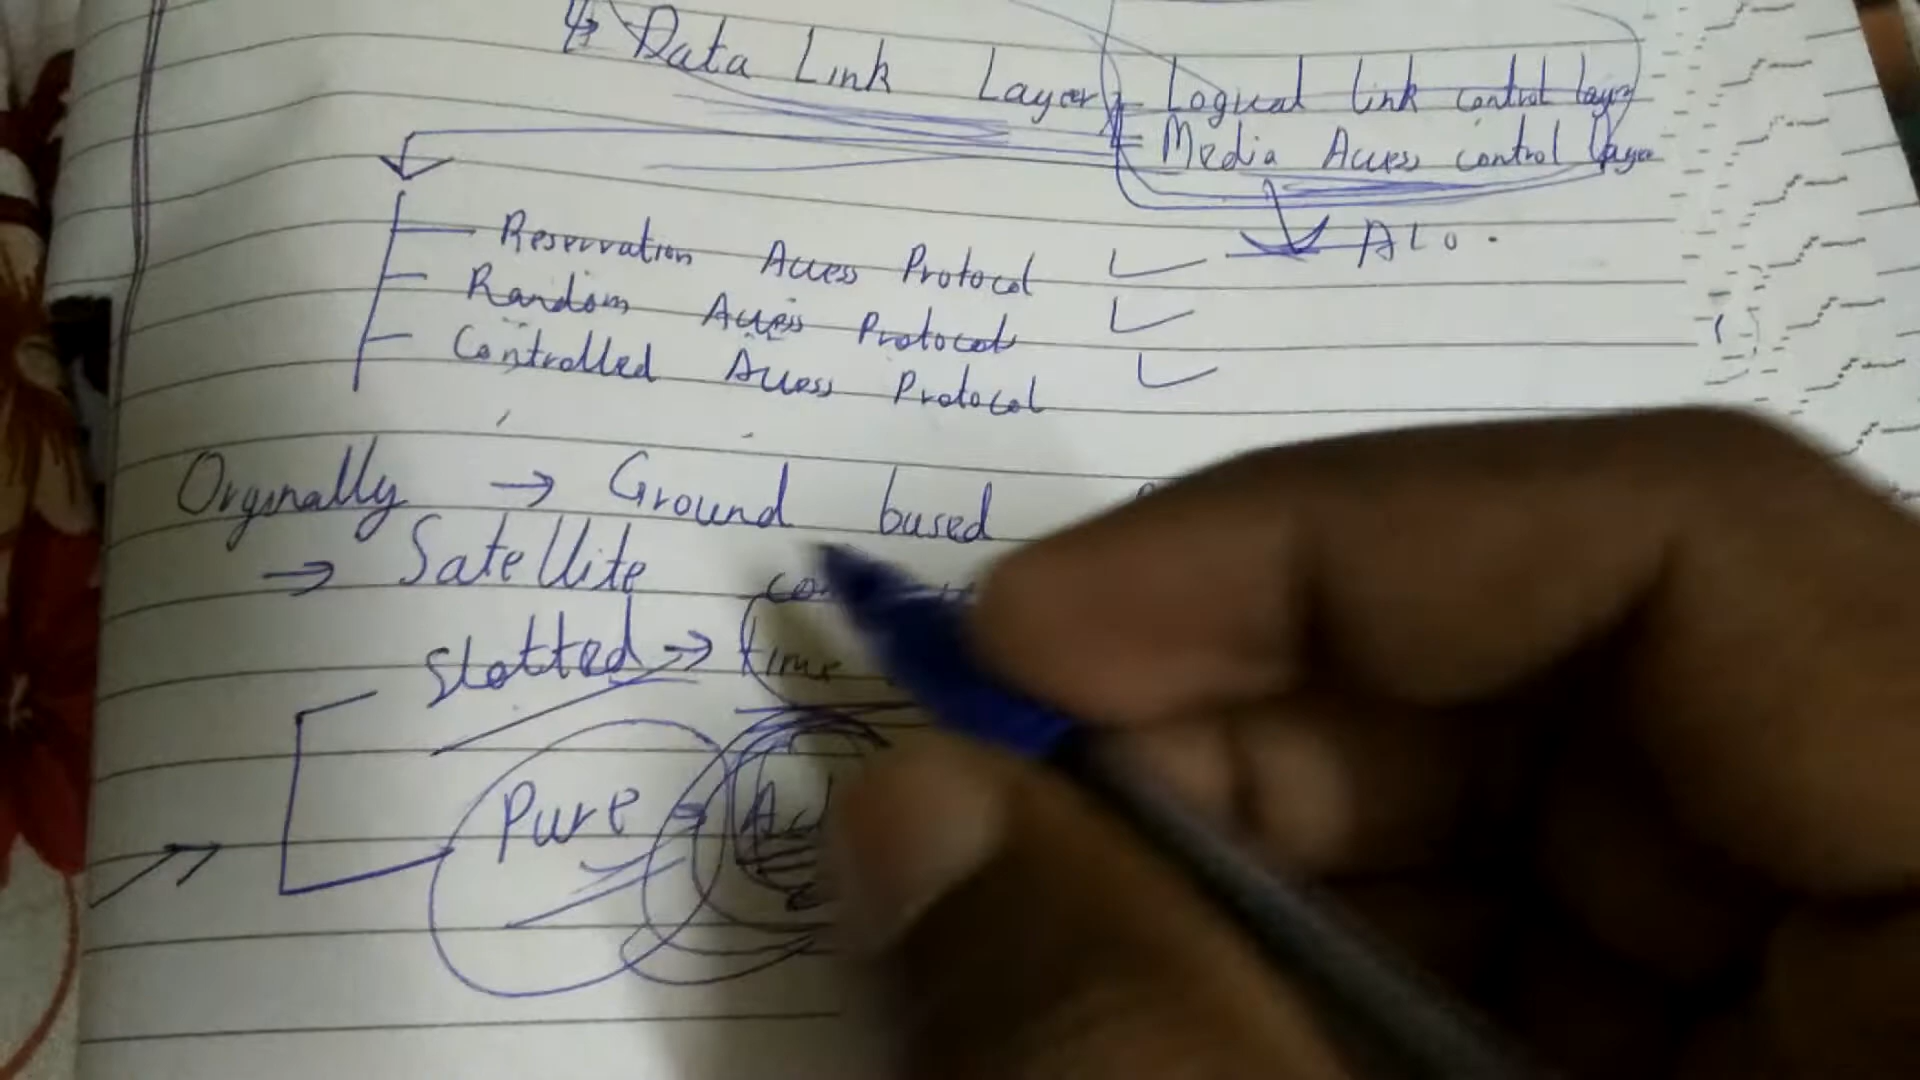 Data Link Layer
Logical link control layer
Media Access control layer
ALO
Reservation Access Protocol
Random Access Protocol
Controlled Access Protocol
Orgnally → Ground based
→ Satellite
slotted → time
Pure